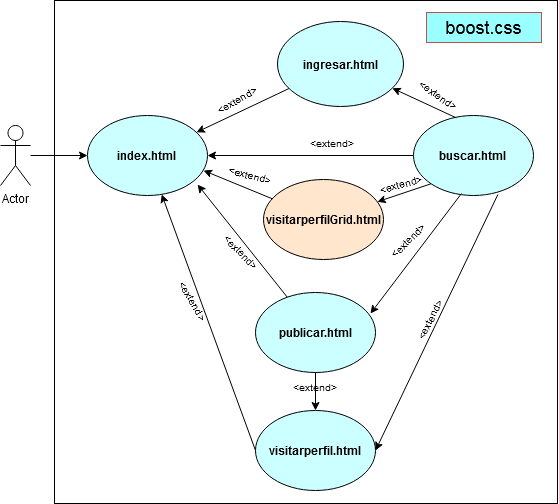 boost.css
ingresar.html
<extend>
<extend>
Actor
index.html
<extend>
buscar.html
<extend>
<extend>
visitarperfilGrid.html
<extend>
<extend>
<extend>
<extend>
publicar.html
<extend>
visitarperfil.html